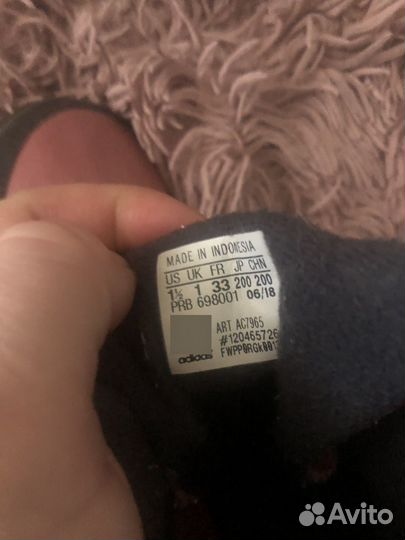 MADE IN INDONESIA
US UK FR JP CHN
1½ 1 33 200 200
PRB 698001 06/18
ART AC7965
#120465726
adidas
Avito